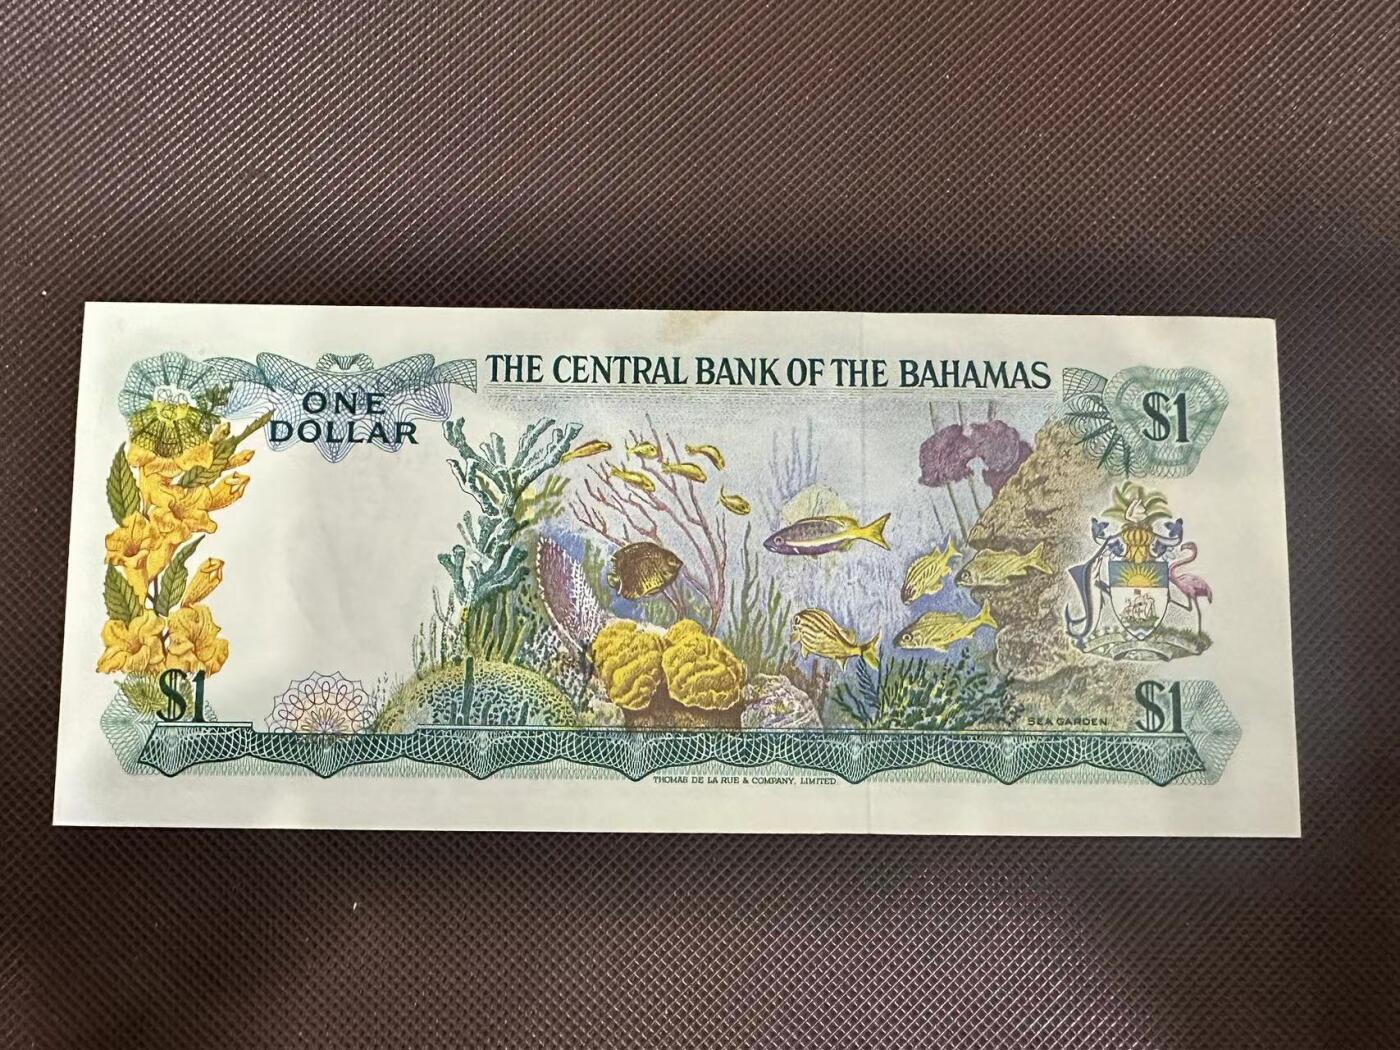 THE CENTRAL BANK OF THE BAHAMAS
ONE
DOLLAR
$1
$1
SEA GARDEN
$1
THOMAS DE LA RUE & COMPANY, LIMITED.